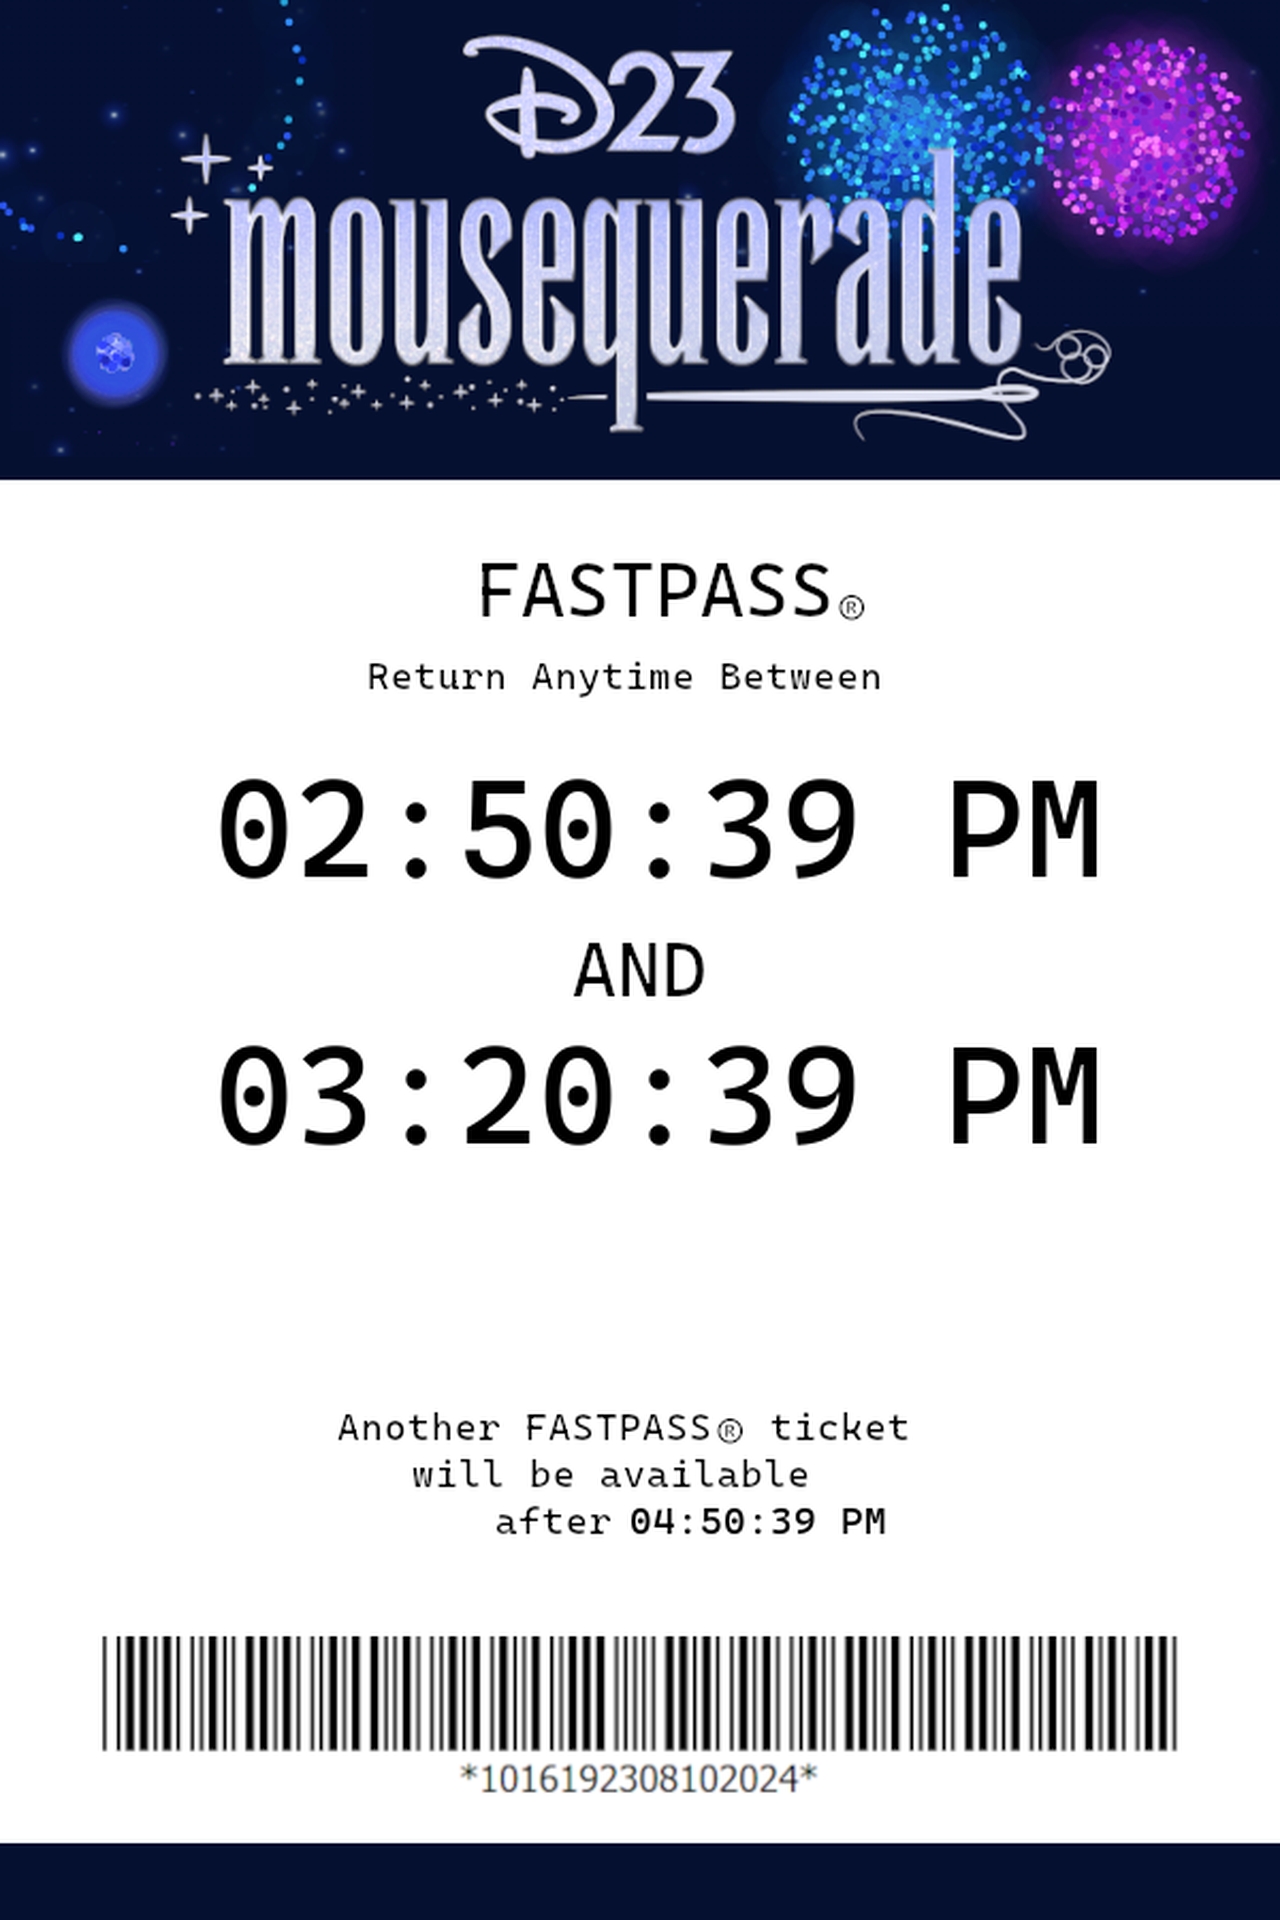 D23
mousequerade
FASTPASS®
Return Anytime Between
02:50:39 PM
AND
03:20:39 PM
Another FASTPASS® ticket
will be available
after 04:50:39 PM
*1016192308102024*